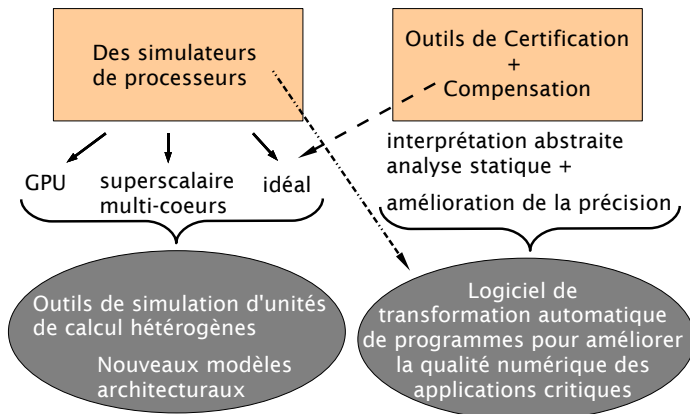 Des simulateurs
de processeurs
Outils de Certification
+
Compensation
GPU
superscalaire
multi-coeurs
idéal
interprétation abstraite
analyse statique +
amélioration de la précision
Outils de simulation d'unités
de calcul hétérogènes
Nouveaux modèles
architecturaux
Logiciel de
transformation automatique
de programmes pour améliorer
la qualité numérique des
applications critiques